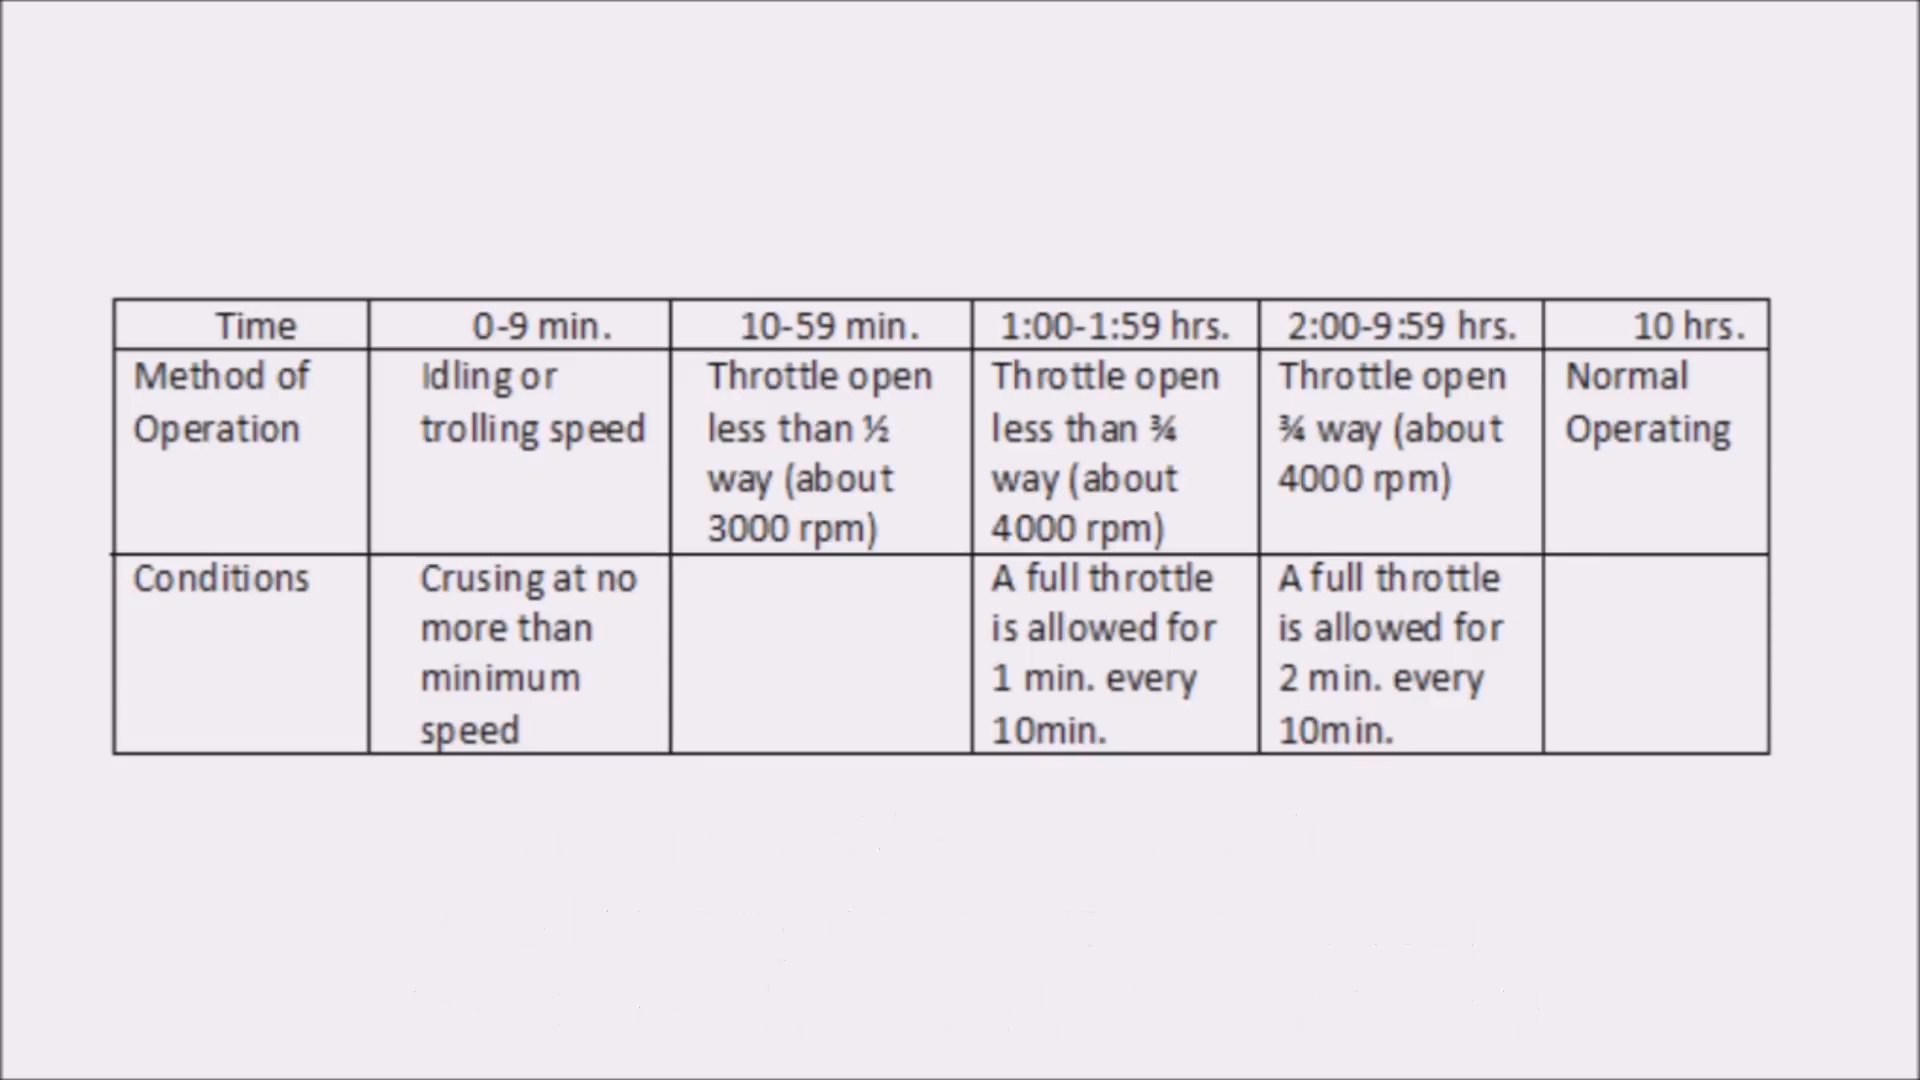 Time 0-9 min. 10-59 min. 1:00-1:59 hrs. 2:00-9:59 hrs. 10 hrs.
Method of Idling or Throttle open Throttle open Throttle open Normal
Operation trolling speed less than ½ less than ¾ ¾ way (about Operating
way (about way (about 4000 rpm)
3000 rpm) 4000 rpm)
Conditions Crusing at no A full throttle A full throttle
more than is allowed for is allowed for
minimum 1 min. every 2 min. every
speed 10min. 10min.